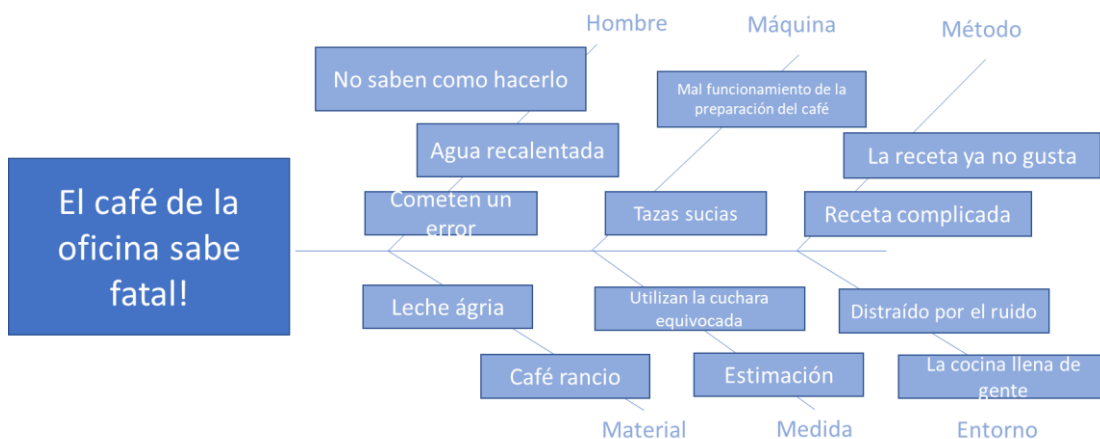 Hombre
Máquina
Método
No saben como hacerlo
Mal funcionamiento de la
preparación del café
Agua recalentada
La receta ya no gusta
Cometen un
error
Tazas sucias
Receta complicada
El café de la
oficina sabe
fatal!
Leche ágria
Utilizan la cuchara
equivocada
Distraído por el ruido
Café rancio
Estimación
La cocina llena de
gente
Material
Medida
Entorno